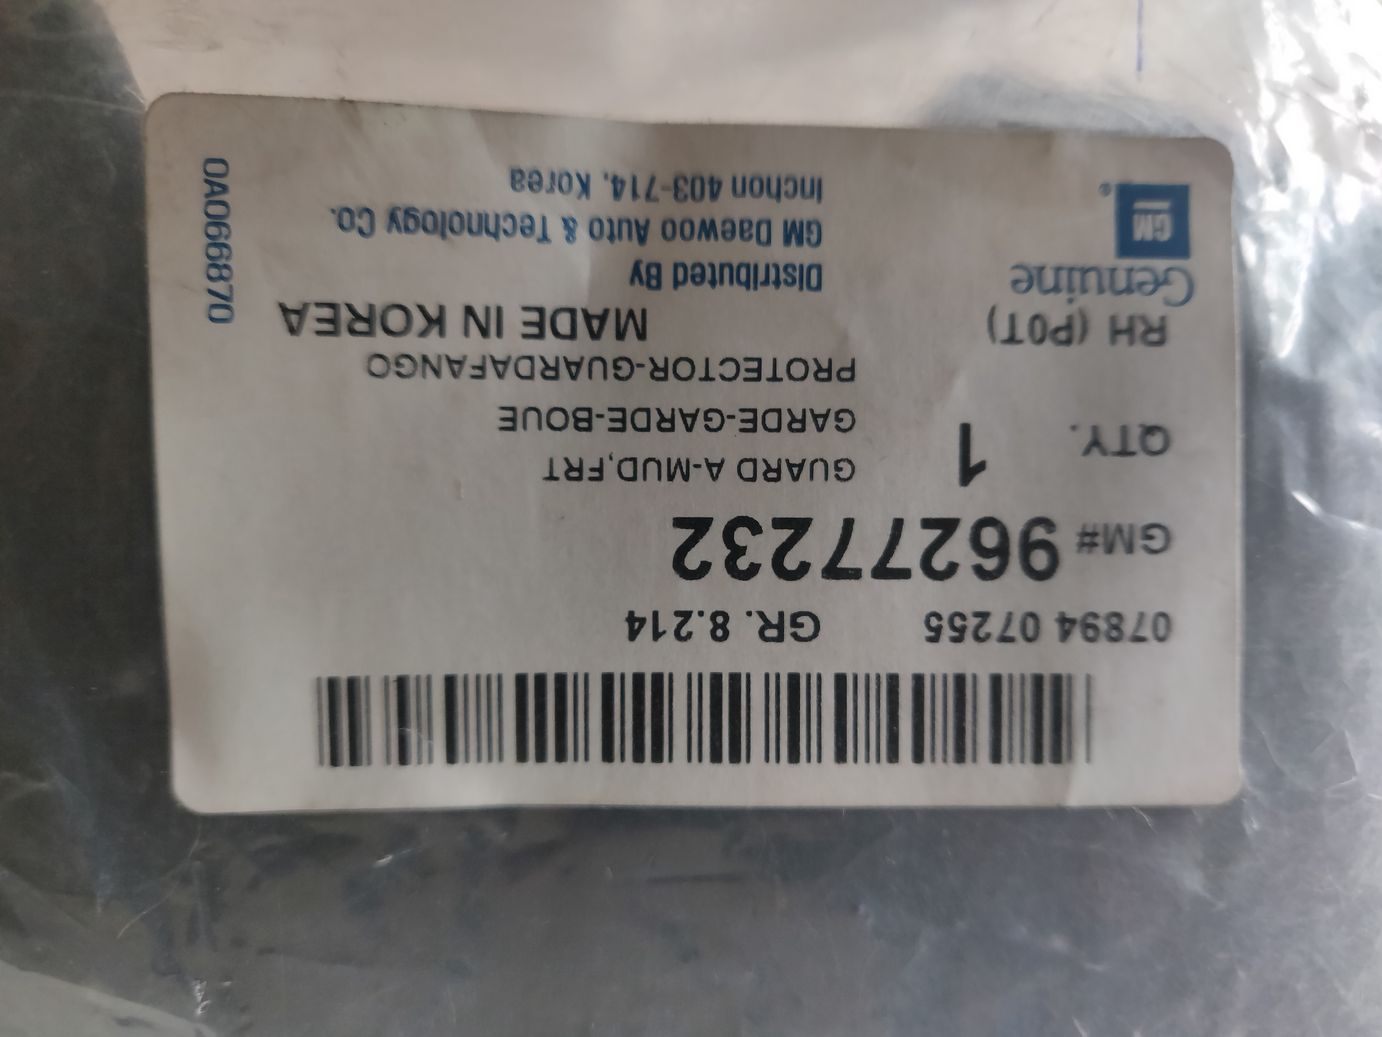 07894 07255 GR. 8.214
GM# 96277232
GUARD A-MUD,FRT
QTY. 1 GARDE-GARDE-BOUE
PROTECTOR-GUARDAFANGO
RH (P0T) MADE IN KOREA
Genuine
GM
®
Distributed By
GM Daewoo Auto & Technology Co.
Inchon 403-714, Korea
0A066870